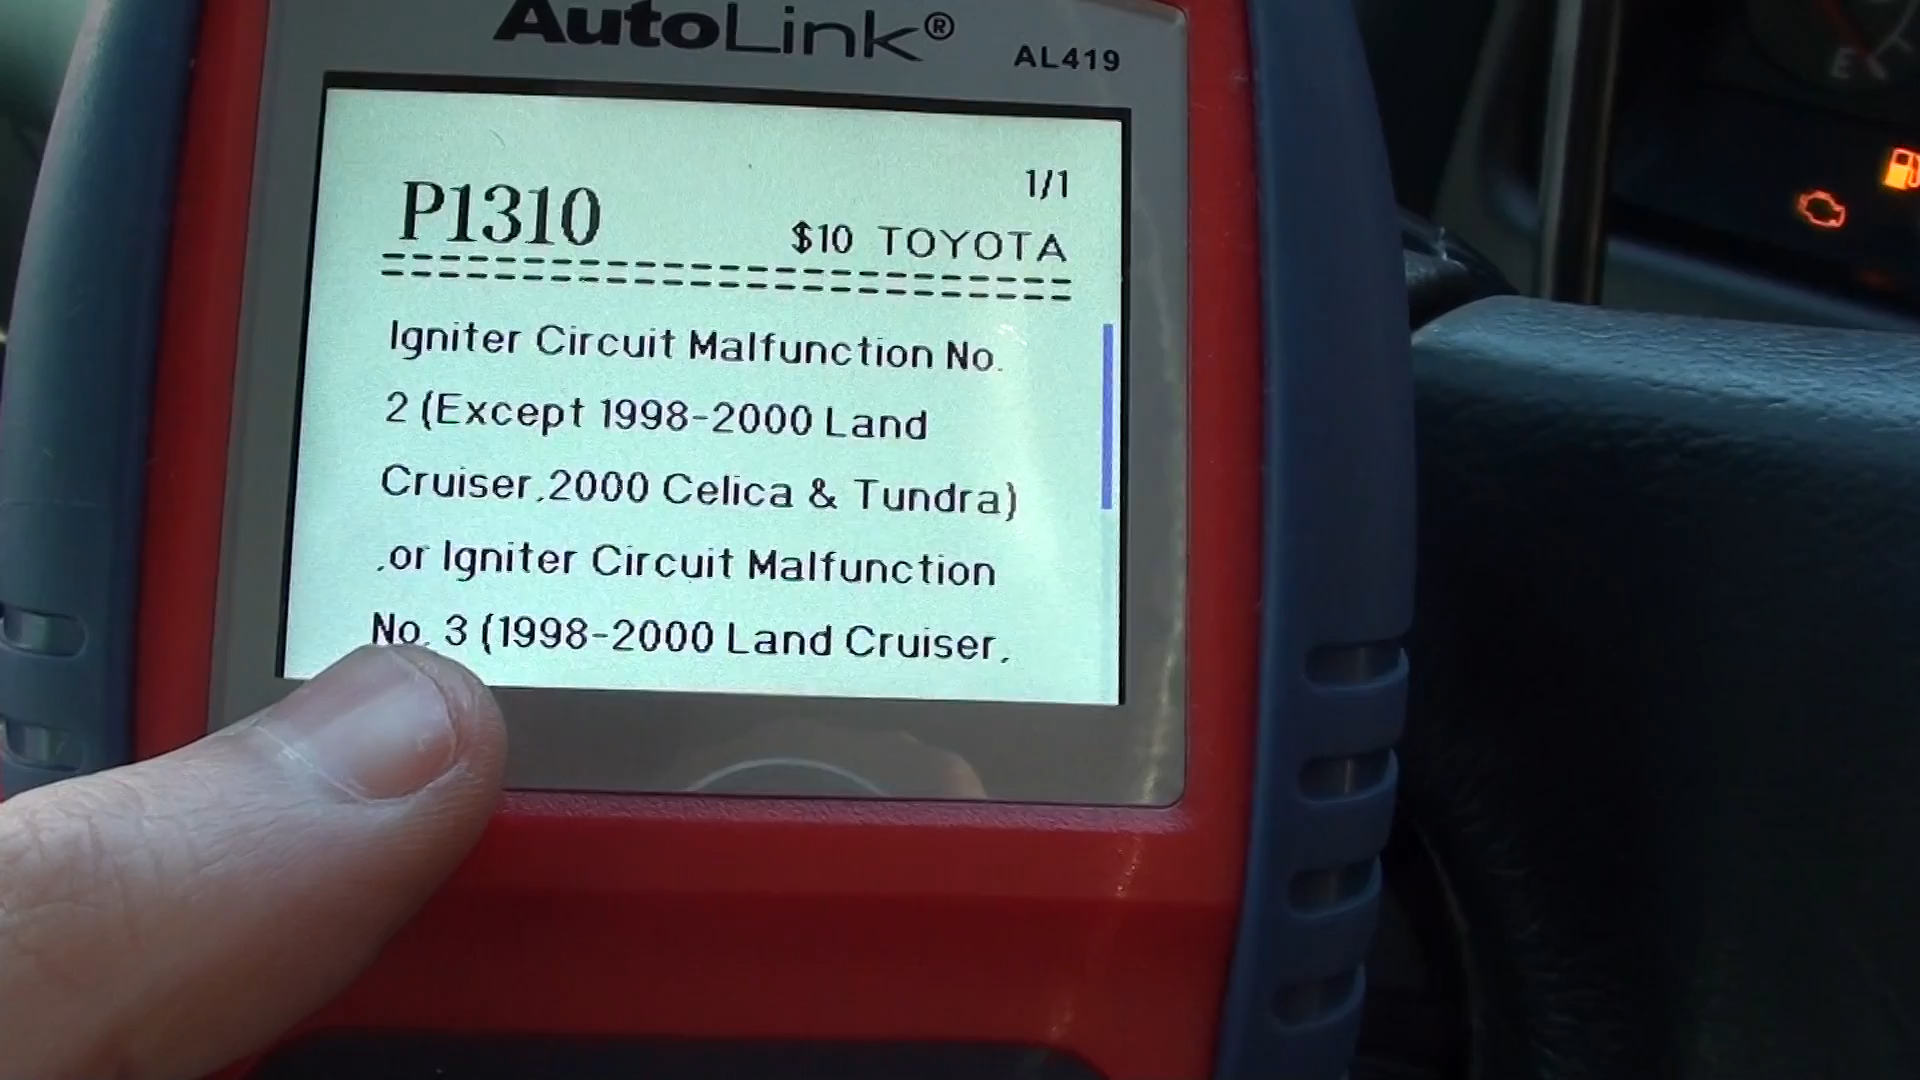 AutoLink®
AL419
1/1
P1310
$10 TOYOTA
Igniter Circuit Malfunction No.
2 (Except 1998-2000 Land
Cruiser,2000 Celica & Tundra)
,or Igniter Circuit Malfunction
No. 3 (1998-2000 Land Cruiser,
E